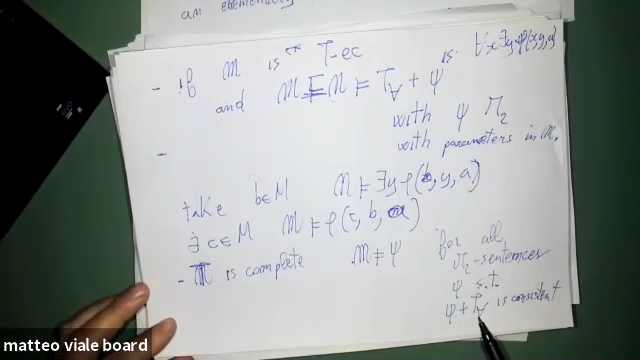 an elementary
- if M is T-ec
and M ⊑ N ⊨ T∀ + ψ is ∀x∃yφ(x,y,a)
with ψ Π₂
with parameters in M.
-
take b∈M N ⊨ ∃yφ(b, y, a)
∃ c∈M M ⊨ φ(c, b, a)
- T is complete M ⊨ ψ for all
Π₂-sentences
ψ s.t.
ψ + T∀ is consistent
matteo viale board